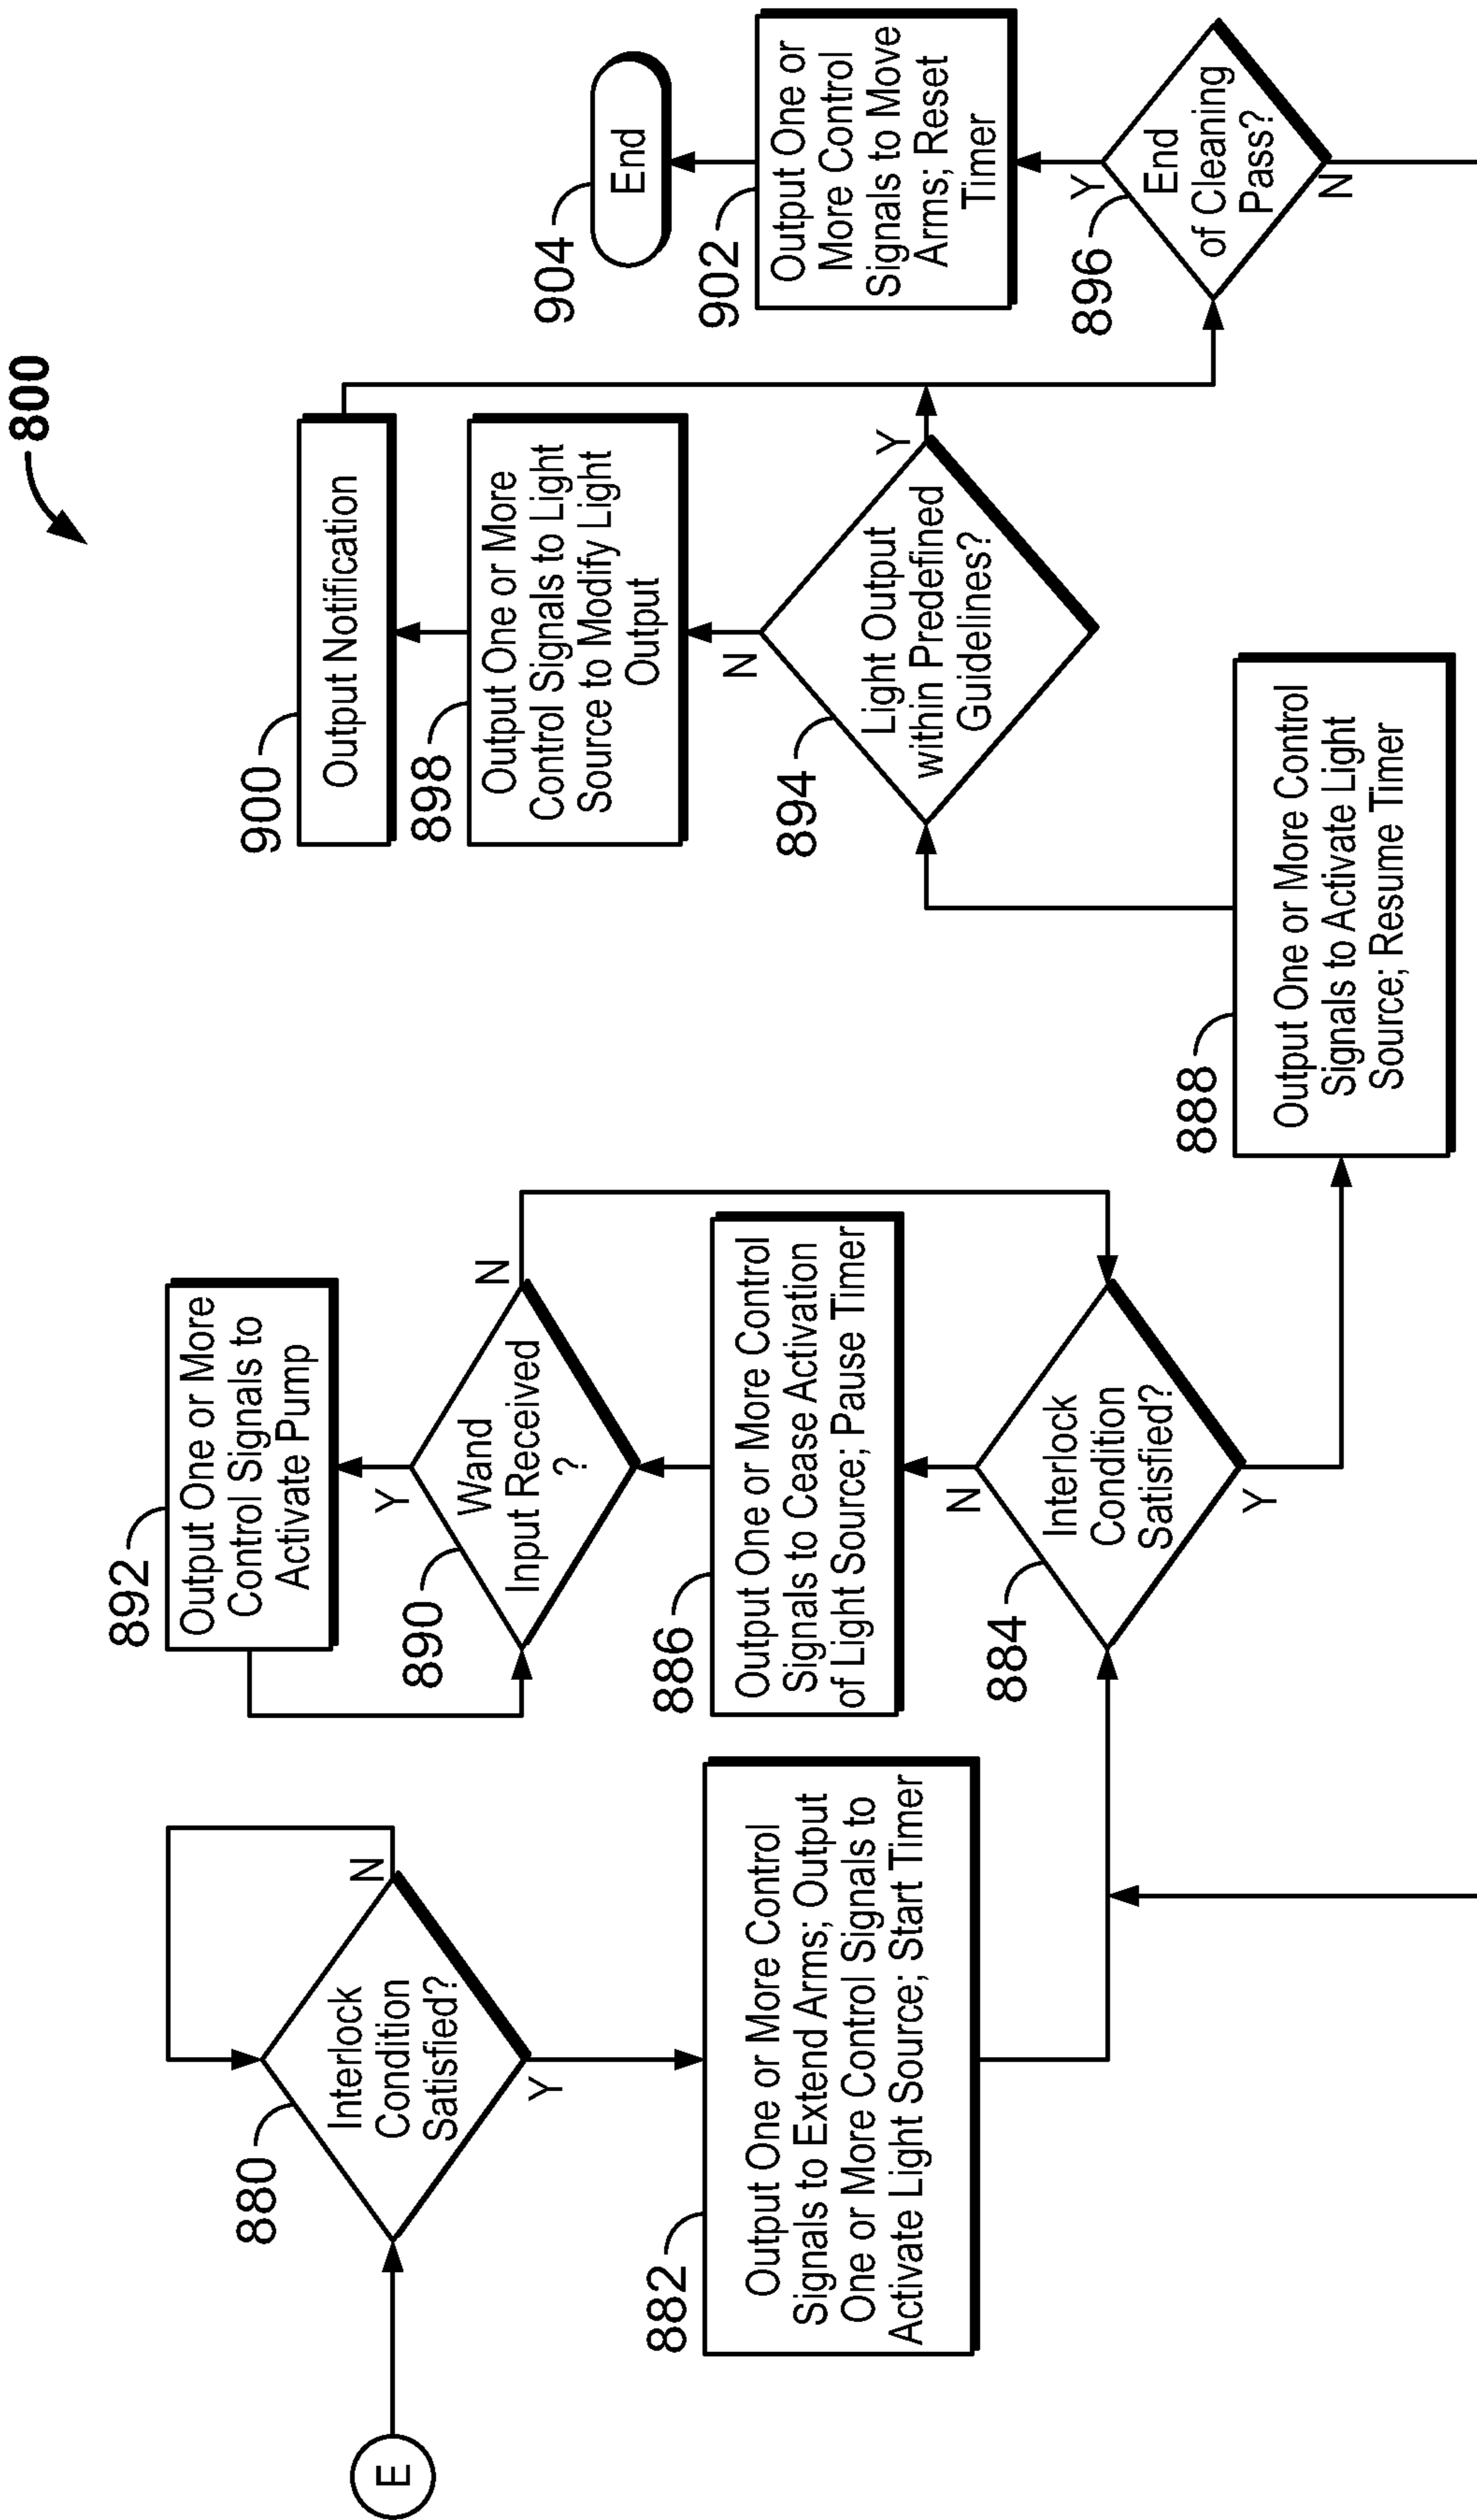 800
E
880
Interlock
Condition
Satisfied?
N
Y
882
Output One or More Control
Signals to Extend Arms; Output
One or More Control Signals to
Activate Light Source; Start Timer
892
Output One or More
Control Signals to
Activate Pump
890
Wand
Input Received
?
Y
N
886
Output One or More Control
Signals to Cease Activation
of Light Source; Pause Timer
884
Interlock
Condition
Satisfied?
N
Y
888
Output One or More Control
Signals to Activate Light
Source; Resume Timer
900
Output Notification
898
Output One or More
Control Signals to Light
Source to Modify Light
Output
894
Light Output
within Predefined
Guidelines?
N
Y
904
End
902
Output One or
More Control
Signals to Move
Arms; Reset
Timer
896
End
of Cleaning
Pass?
Y
N